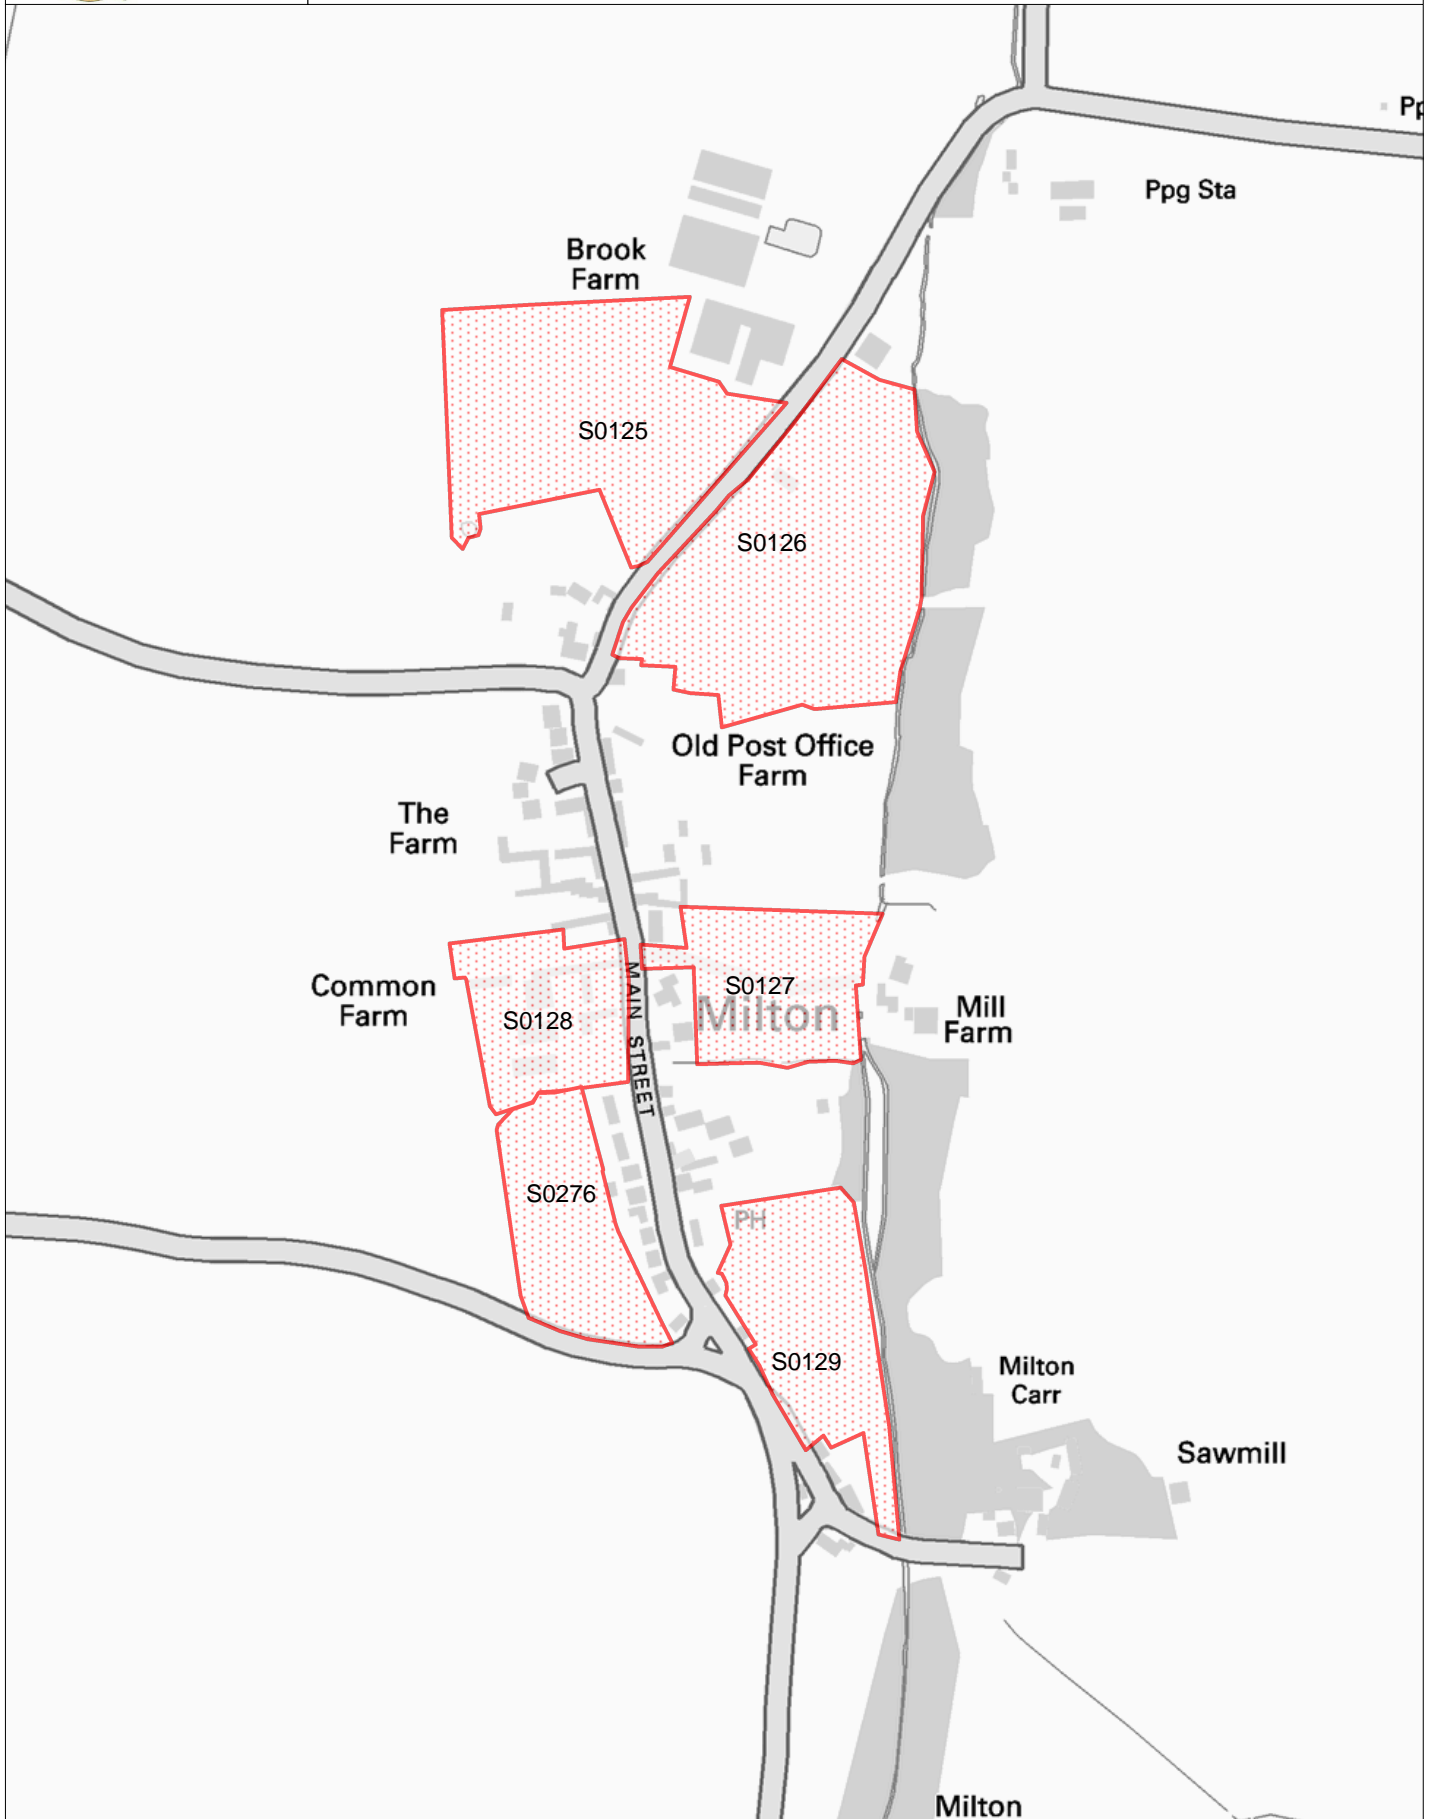 Pp
Ppg Sta
Brook
Farm
S0125
S0126
Old Post Office
Farm
The
Farm
Common
Farm
MAIN STREET
S0127
Milton
S0128
Mill
Farm
S0276
PH
S0129
Milton
Carr
Sawmill
Milton